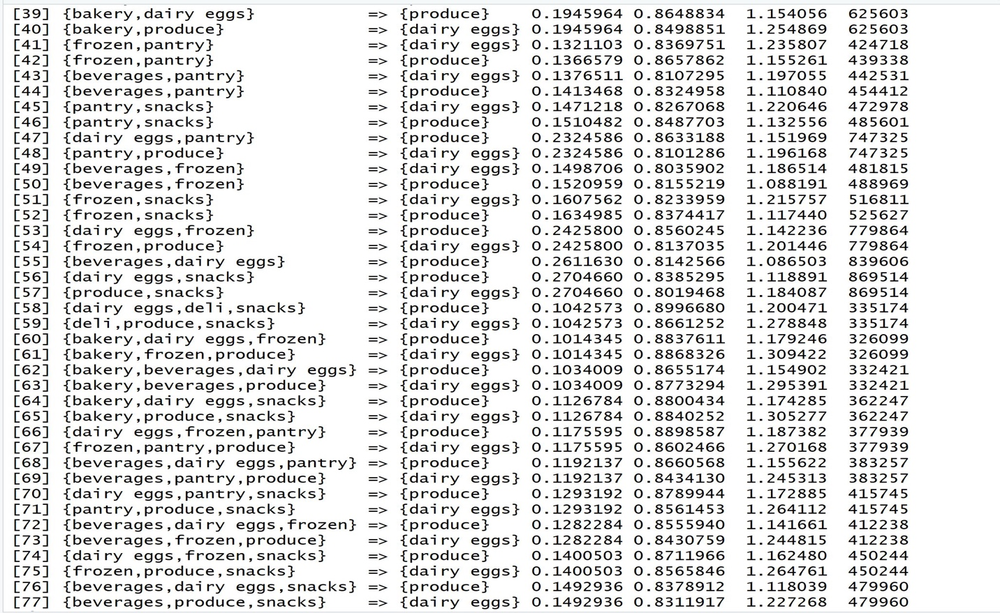 [39] {bakery,dairy eggs} => {produce} 0.1945964 0.8648834 1.154056 625603
[40] {bakery,produce} => {dairy eggs} 0.1945964 0.8498851 1.254869 625603
[41] {frozen,pantry} => {dairy eggs} 0.1321103 0.8369751 1.235807 424718
[42] {frozen,pantry} => {produce} 0.1366579 0.8657862 1.155261 439338
[43] {beverages,pantry} => {dairy eggs} 0.1376511 0.8107295 1.197055 442531
[44] {beverages,pantry} => {produce} 0.1413468 0.8324958 1.110840 454412
[45] {pantry,snacks} => {dairy eggs} 0.1471218 0.8267068 1.220646 472978
[46] {pantry,snacks} => {produce} 0.1510482 0.8487703 1.132556 485601
[47] {dairy eggs,pantry} => {produce} 0.2324586 0.8633188 1.151969 747325
[48] {pantry,produce} => {dairy eggs} 0.2324586 0.8101286 1.196168 747325
[49] {beverages,frozen} => {dairy eggs} 0.1498706 0.8035902 1.186514 481815
[50] {beverages,frozen} => {produce} 0.1520959 0.8155219 1.088191 488969
[51] {frozen,snacks} => {dairy eggs} 0.1607562 0.8233959 1.215757 516811
[52] {frozen,snacks} => {produce} 0.1634985 0.8374417 1.117440 525627
[53] {dairy eggs,frozen} => {produce} 0.2425800 0.8560245 1.142236 779864
[54] {frozen,produce} => {dairy eggs} 0.2425800 0.8137035 1.201446 779864
[55] {beverages,dairy eggs} => {produce} 0.2611630 0.8142566 1.086503 839606
[56] {dairy eggs,snacks} => {produce} 0.2704660 0.8385295 1.118891 869514
[57] {produce,snacks} => {dairy eggs} 0.2704660 0.8019468 1.184087 869514
[58] {dairy eggs,deli,snacks} => {produce} 0.1042573 0.8996680 1.200471 335174
[59] {deli,produce,snacks} => {dairy eggs} 0.1042573 0.8661252 1.278848 335174
[60] {bakery,dairy eggs,frozen} => {produce} 0.1014345 0.8837611 1.179246 326099
[61] {bakery,frozen,produce} => {dairy eggs} 0.1014345 0.8868326 1.309422 326099
[62] {bakery,beverages,dairy eggs} => {produce} 0.1034009 0.8655174 1.154902 332421
[63] {bakery,beverages,produce} => {dairy eggs} 0.1034009 0.8773294 1.295391 332421
[64] {bakery,dairy eggs,snacks} => {produce} 0.1126784 0.8800434 1.174285 362247
[65] {bakery,produce,snacks} => {dairy eggs} 0.1126784 0.8840252 1.305277 362247
[66] {dairy eggs,frozen,pantry} => {produce} 0.1175595 0.8898587 1.187382 377939
[67] {frozen,pantry,produce} => {dairy eggs} 0.1175595 0.8602466 1.270168 377939
[68] {beverages,dairy eggs,pantry} => {produce} 0.1192137 0.8660568 1.155622 383257
[69] {beverages,pantry,produce} => {dairy eggs} 0.1192137 0.8434130 1.245313 383257
[70] {dairy eggs,pantry,snacks} => {produce} 0.1293192 0.8789944 1.172885 415745
[71] {pantry,produce,snacks} => {dairy eggs} 0.1293192 0.8561453 1.264112 415745
[72] {beverages,dairy eggs,frozen} => {produce} 0.1282284 0.8555940 1.141661 412238
[73] {beverages,frozen,produce} => {dairy eggs} 0.1282284 0.8430759 1.244815 412238
[74] {dairy eggs,frozen,snacks} => {produce} 0.1400503 0.8711966 1.162480 450244
[75] {frozen,produce,snacks} => {dairy eggs} 0.1400503 0.8565846 1.264761 450244
[76] {beverages,dairy eggs,snacks} => {produce} 0.1492936 0.8378912 1.118039 479960
[77] {beverages,produce,snacks} => {dairy eggs} 0.1492936 0.8311917 1.227268 479960